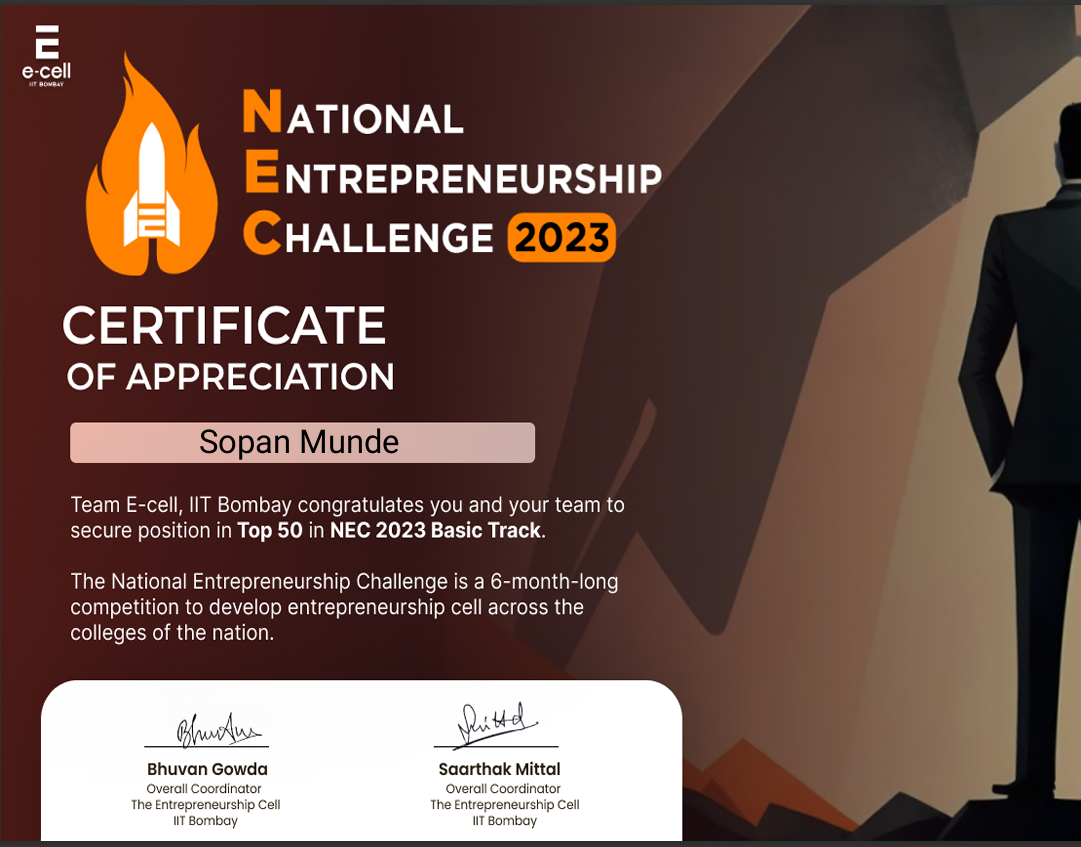 e-cell
IIT BOMBAY
NATIONAL
ENTREPRENEURSHIP
CHALLENGE 2023
CERTIFICATE
OF APPRECIATION
Sopan Munde
Team E-cell, IIT Bombay congratulates you and your team to
secure position in Top 50 in NEC 2023 Basic Track.
The National Entrepreneurship Challenge is a 6-month-long
competition to develop entrepreneurship cell across the
colleges of the nation.
Bhuvan Gowda
Overall Coordinator
The Entrepreneurship Cell
IIT Bombay
Saarthak Mittal
Overall Coordinator
The Entrepreneurship Cell
IIT Bombay